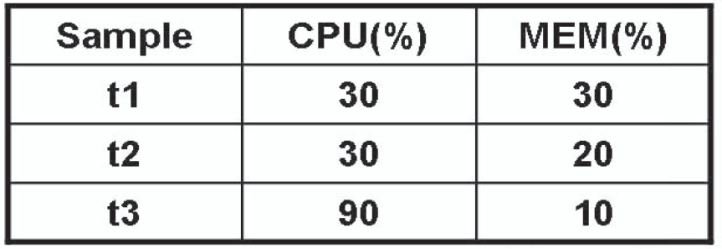 Sample CPU(%) MEM(%)
t1 30 30
t2 30 20
t3 90 10